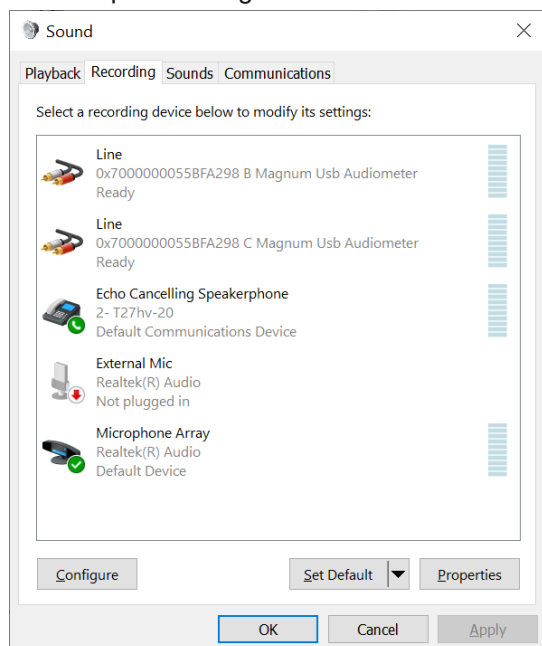 Sound
Playback Recording Sounds Communications
Select a recording device below to modify its settings:
Line
0x7000000055BFA298 B Magnum Usb Audiometer
Ready
Line
0x7000000055BFA298 C Magnum Usb Audiometer
Ready
Echo Cancelling Speakerphone
2- T27hv-20
Default Communications Device
External Mic
Realtek(R) Audio
Not plugged in
Microphone Array
Realtek(R) Audio
Default Device
Configure Set Default Properties
OK Cancel Apply